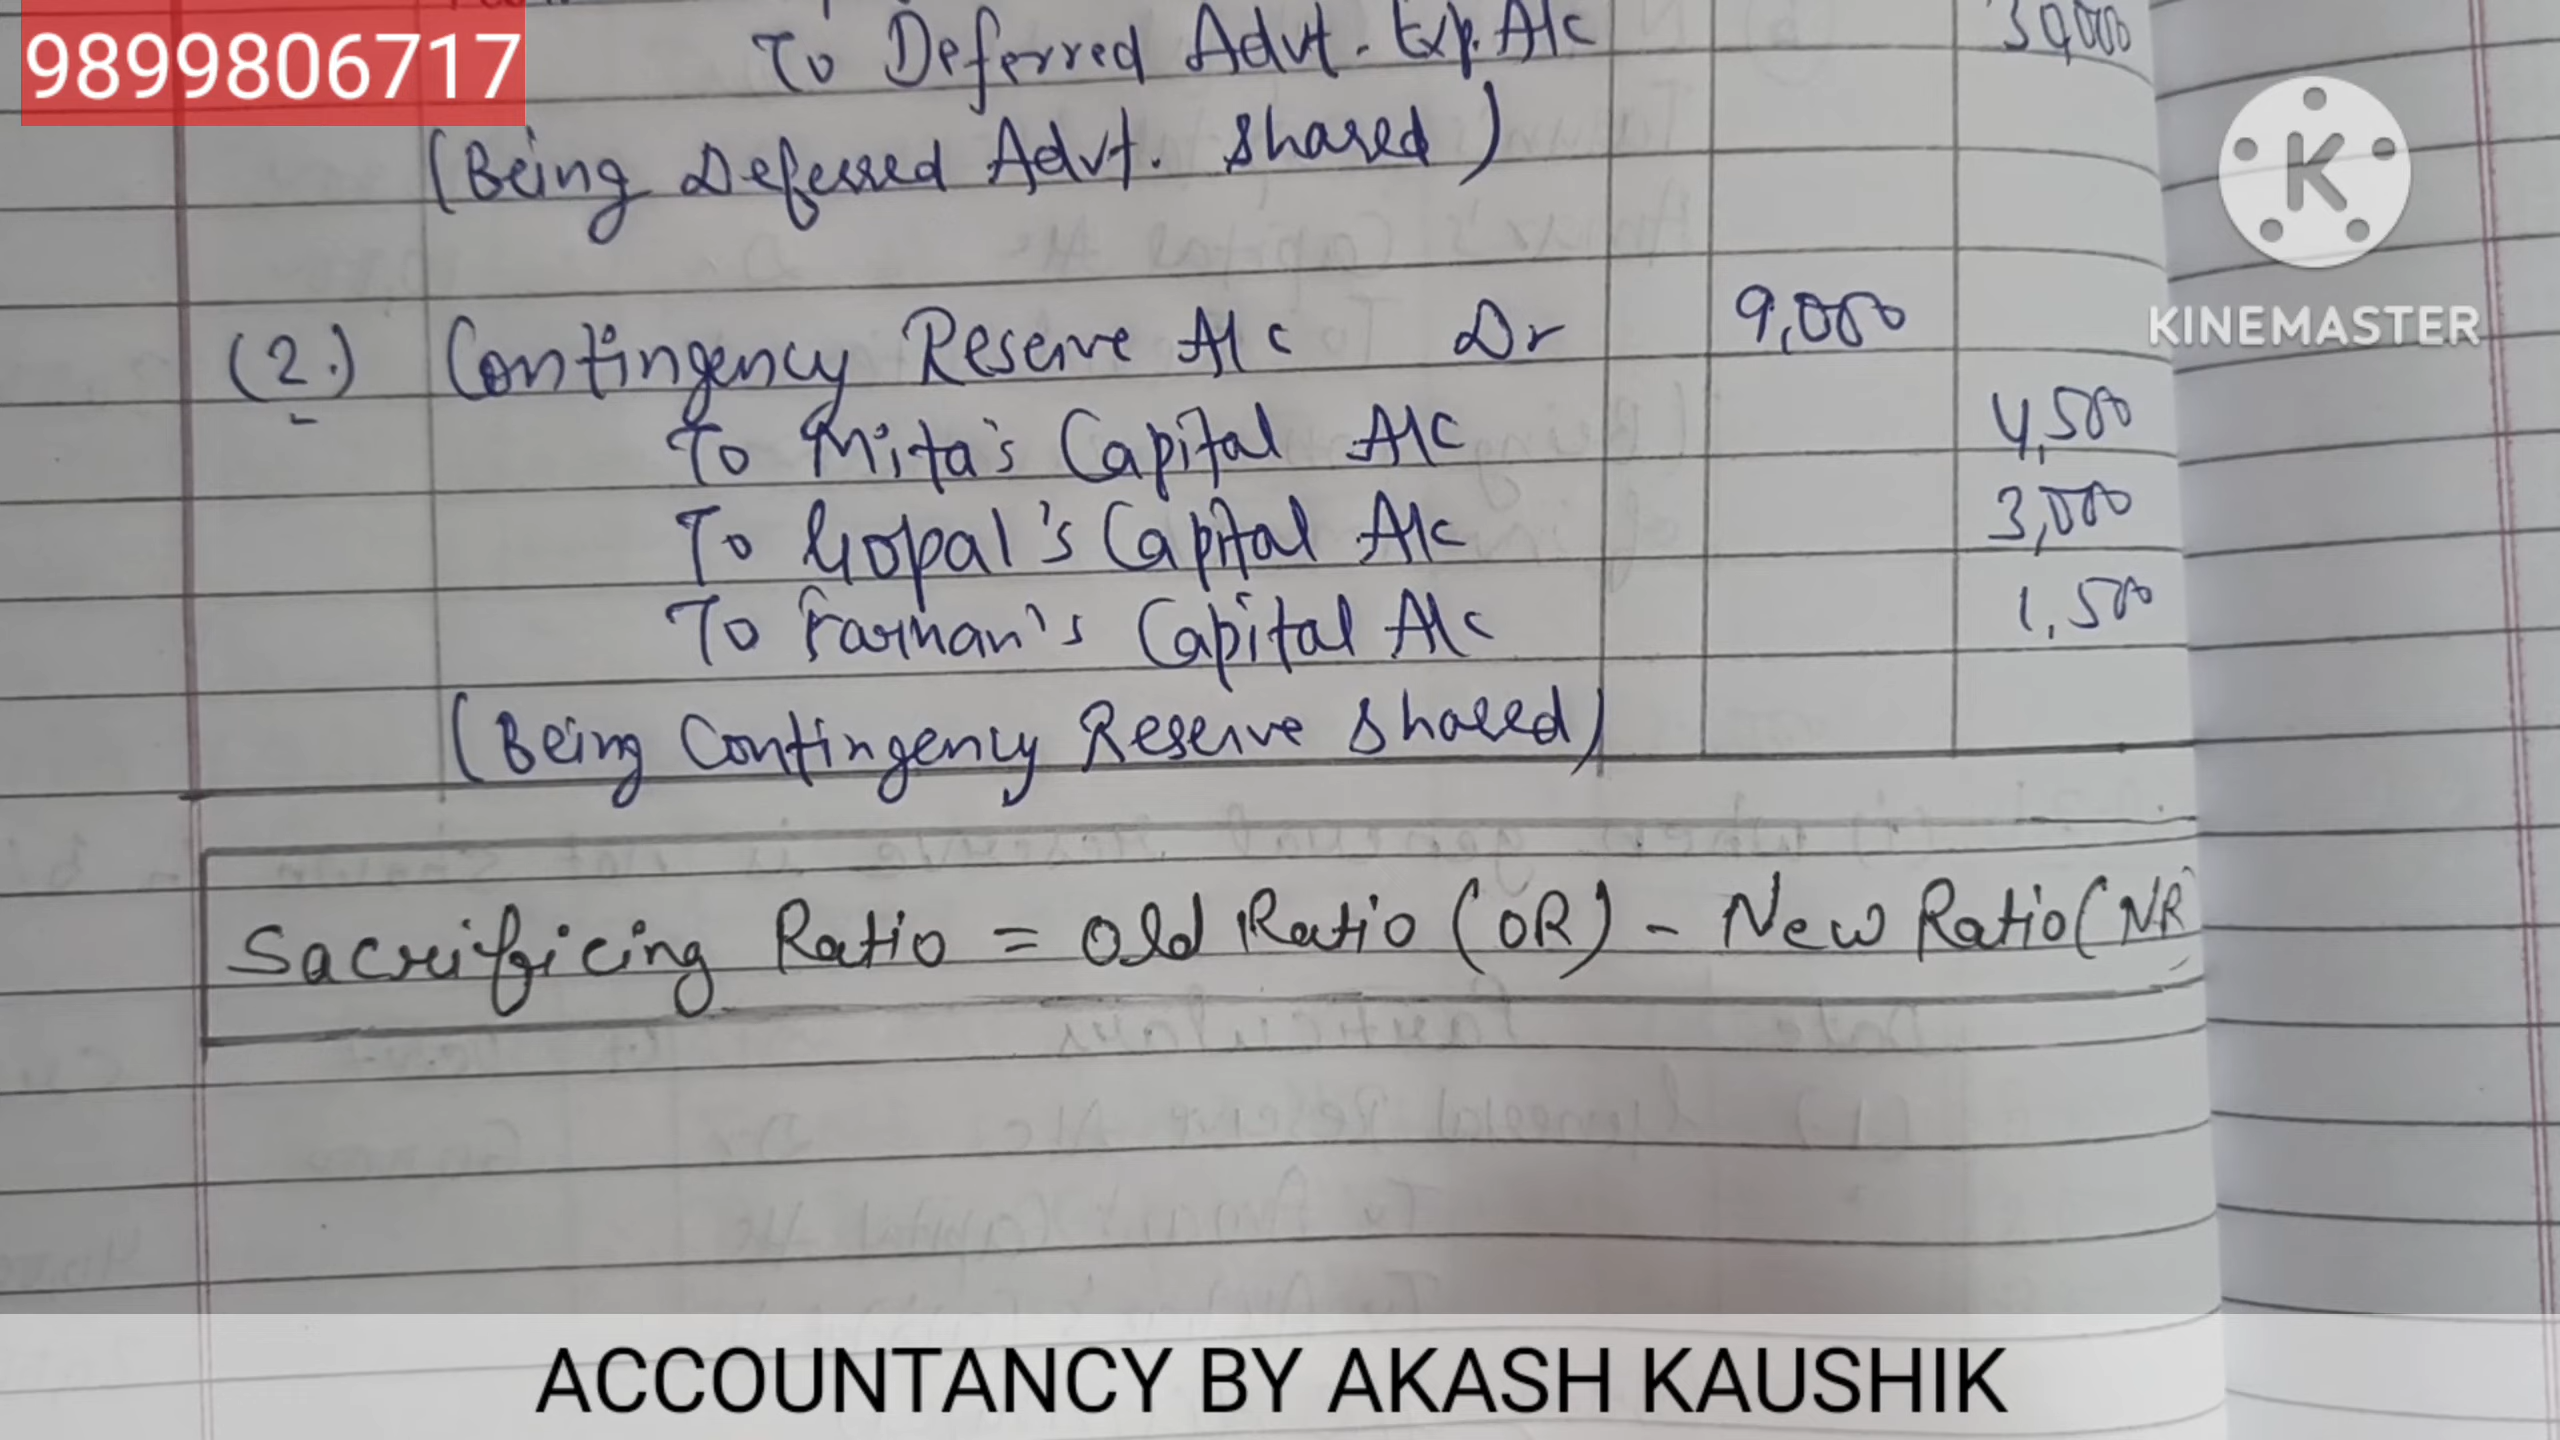 9899806717
To Deferred Advt. Exp. A/c 30,000
(Being Deferred Advt. shared)
KINEMASTER
(2.) Contingency Reserve A/c Dr 9,000
To Mita's Capital A/c 4,500
To Gopal's Capital A/c 3,000
To Farhan's Capital A/c 1,500
(Being Contingency Reserve shared)
Sacrificing Ratio = Old Ratio (OR) - New Ratio (NR
ACCOUNTANCY BY AKASH KAUSHIK